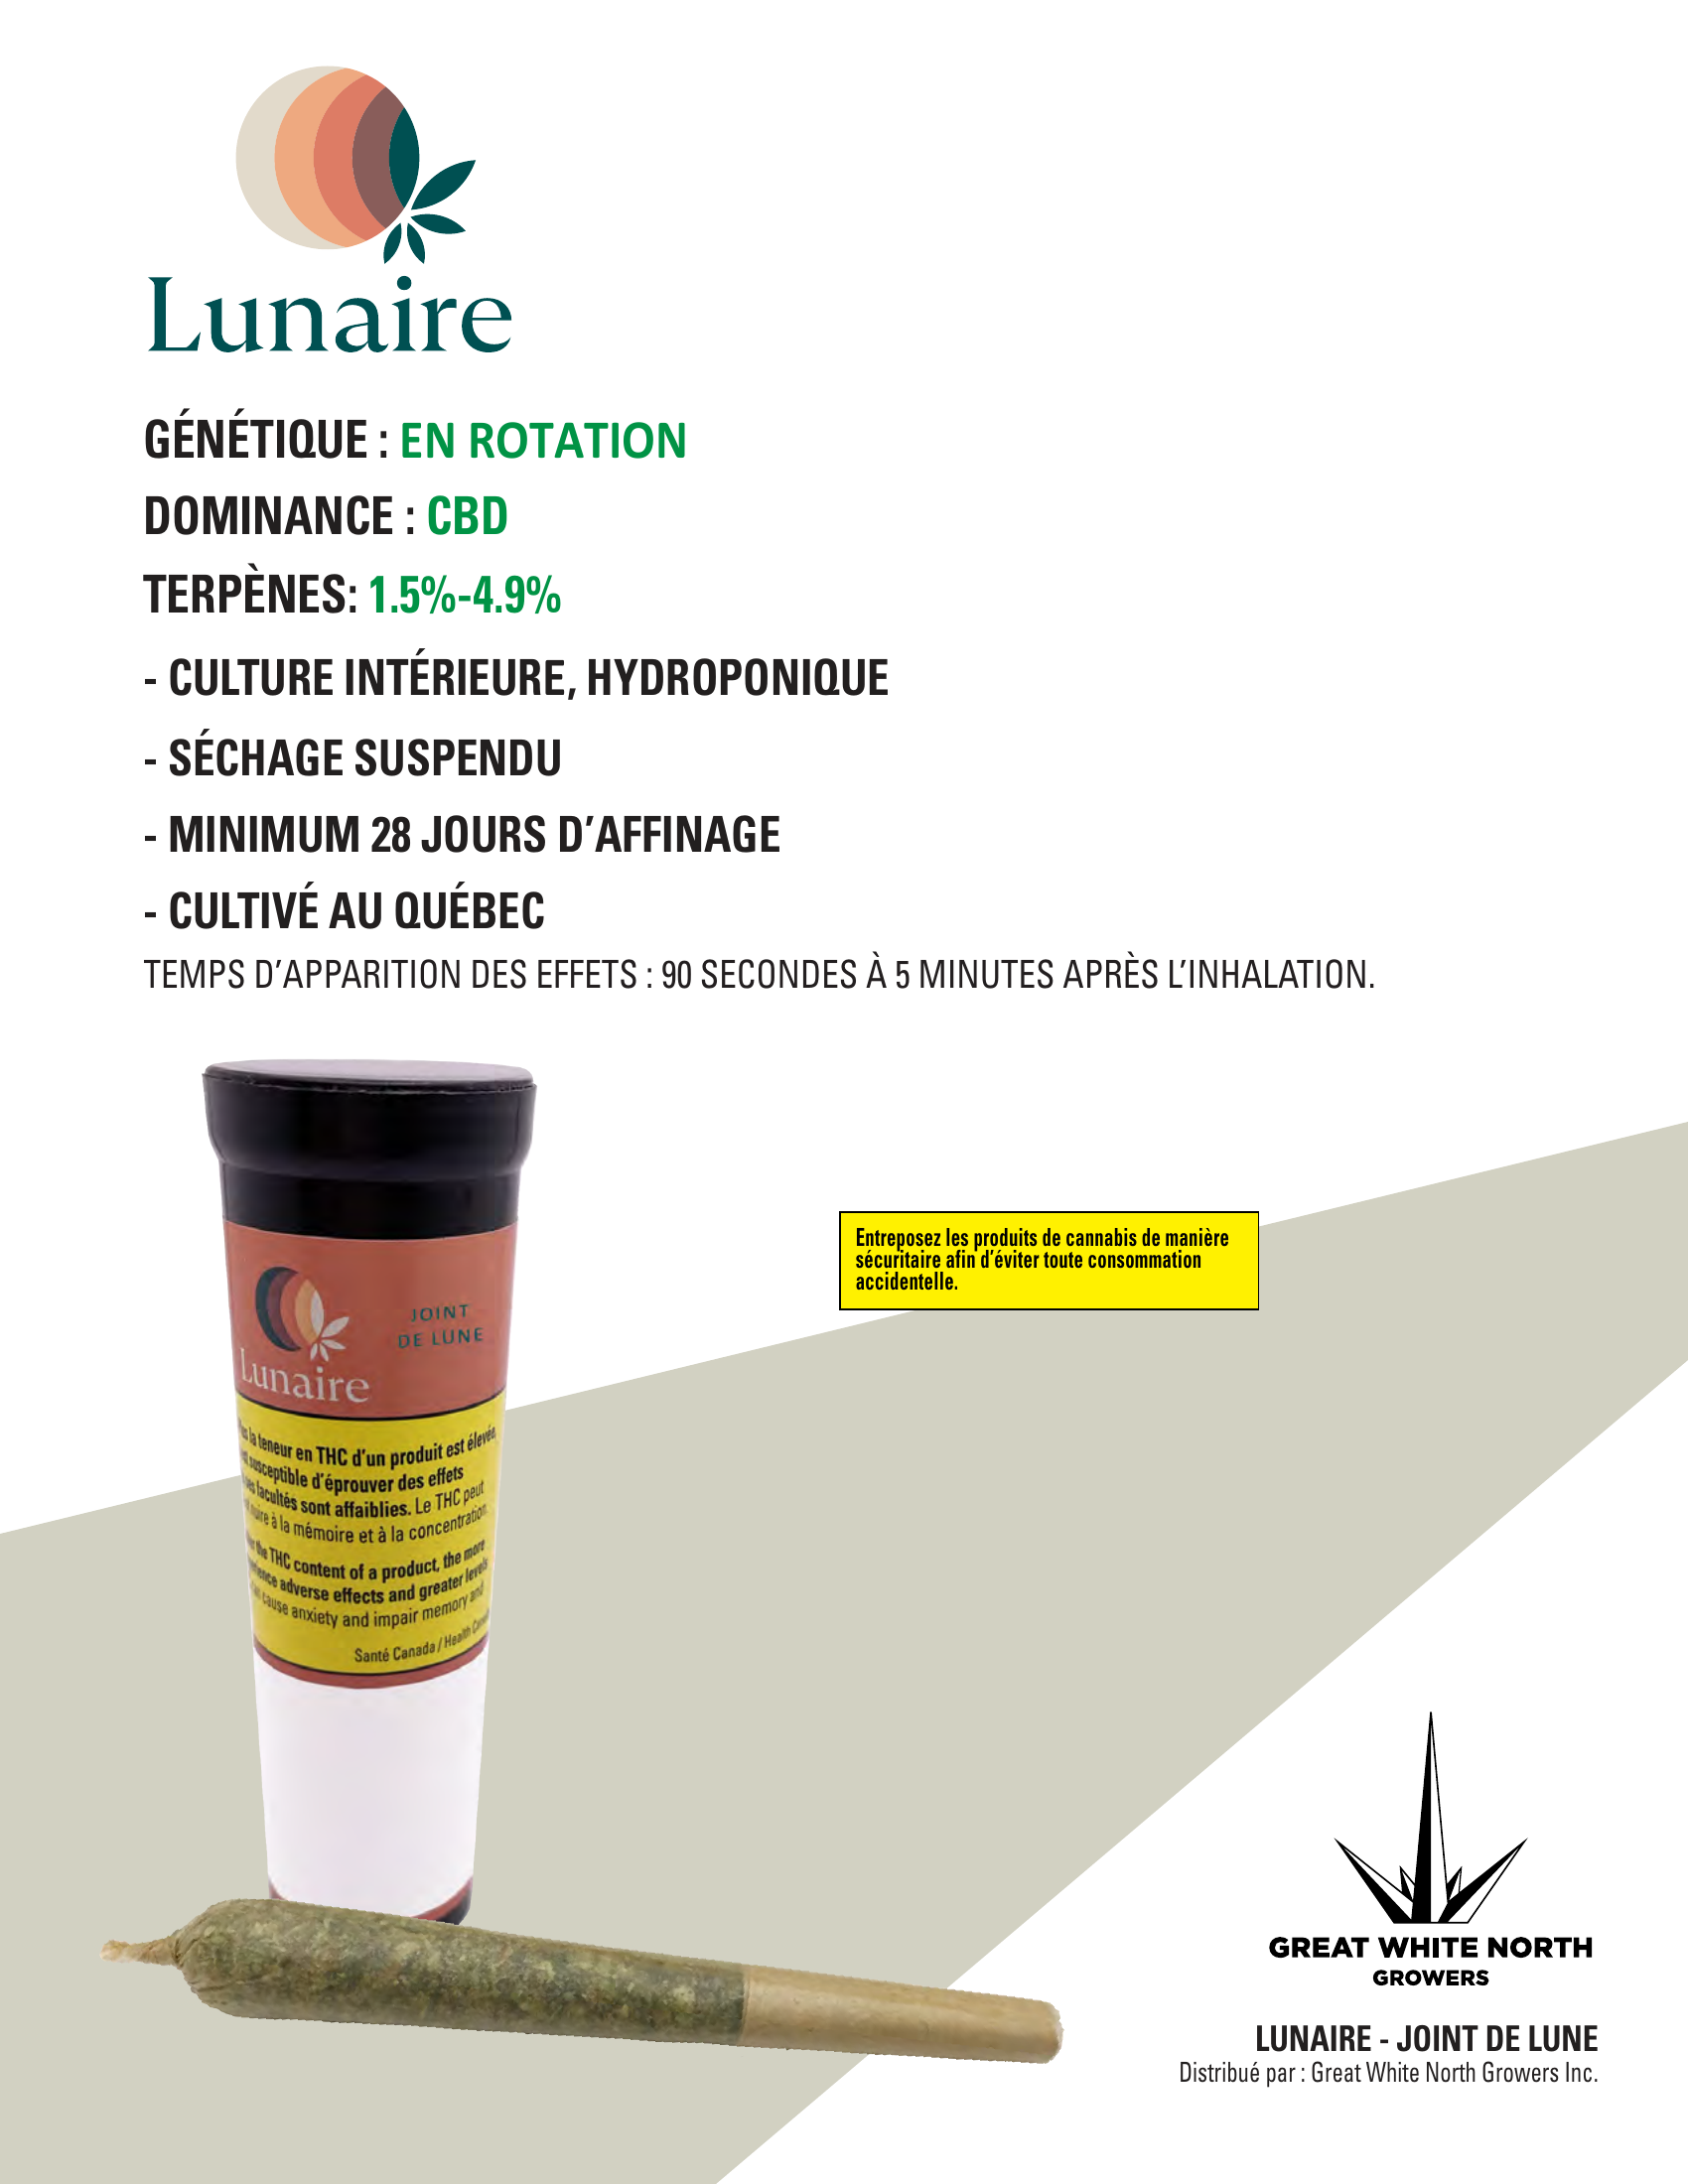 Lunaire
GÉNÉTIQUE : EN ROTATION
DOMINANCE : CBD
TERPÈNES: 1.5%-4.9%
- CULTURE INTÉRIEURE, HYDROPONIQUE
- SÉCHAGE SUSPENDU
- MINIMUM 28 JOURS D’AFFINAGE
- CULTIVÉ AU QUÉBEC
TEMPS D’APPARITION DES EFFETS : 90 SECONDES À 5 MINUTES APRÈS L’INHALATION.
Entreposez les produits de cannabis de manière
sécuritaire afin d’éviter toute consommation
accidentelle.
JOINT
DE LUNE
Lunaire
la teneur en THC d’un produit est élevée,
susceptible d’éprouver des effets
facultés sont affaiblies. Le THC peut
à la mémoire et à la concentration.
the THC content of a product, the more
adverse effects and greater levels
cause anxiety and impair memory and
Santé Canada / Health
GREAT WHITE NORTH
GROWERS
LUNAIRE - JOINT DE LUNE
Distribué par : Great White North Growers Inc.